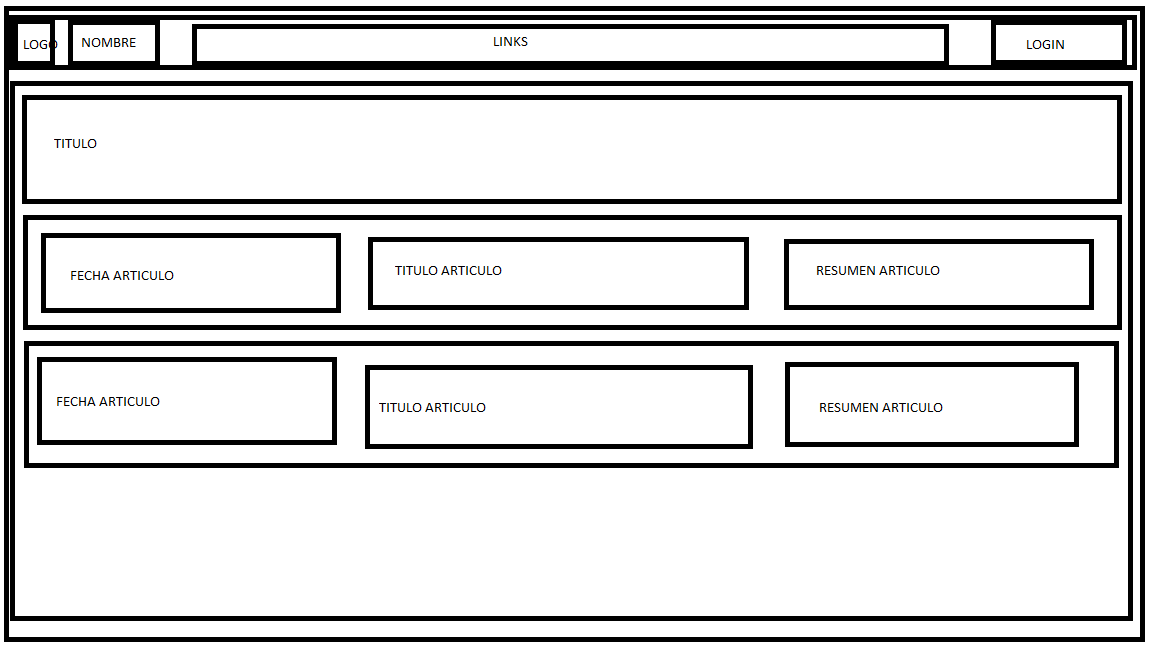 LOGO
NOMBRE
LINKS
LOGIN
TITULO
FECHA ARTICULO
TITULO ARTICULO
RESUMEN ARTICULO
FECHA ARTICULO
TITULO ARTICULO
RESUMEN ARTICULO